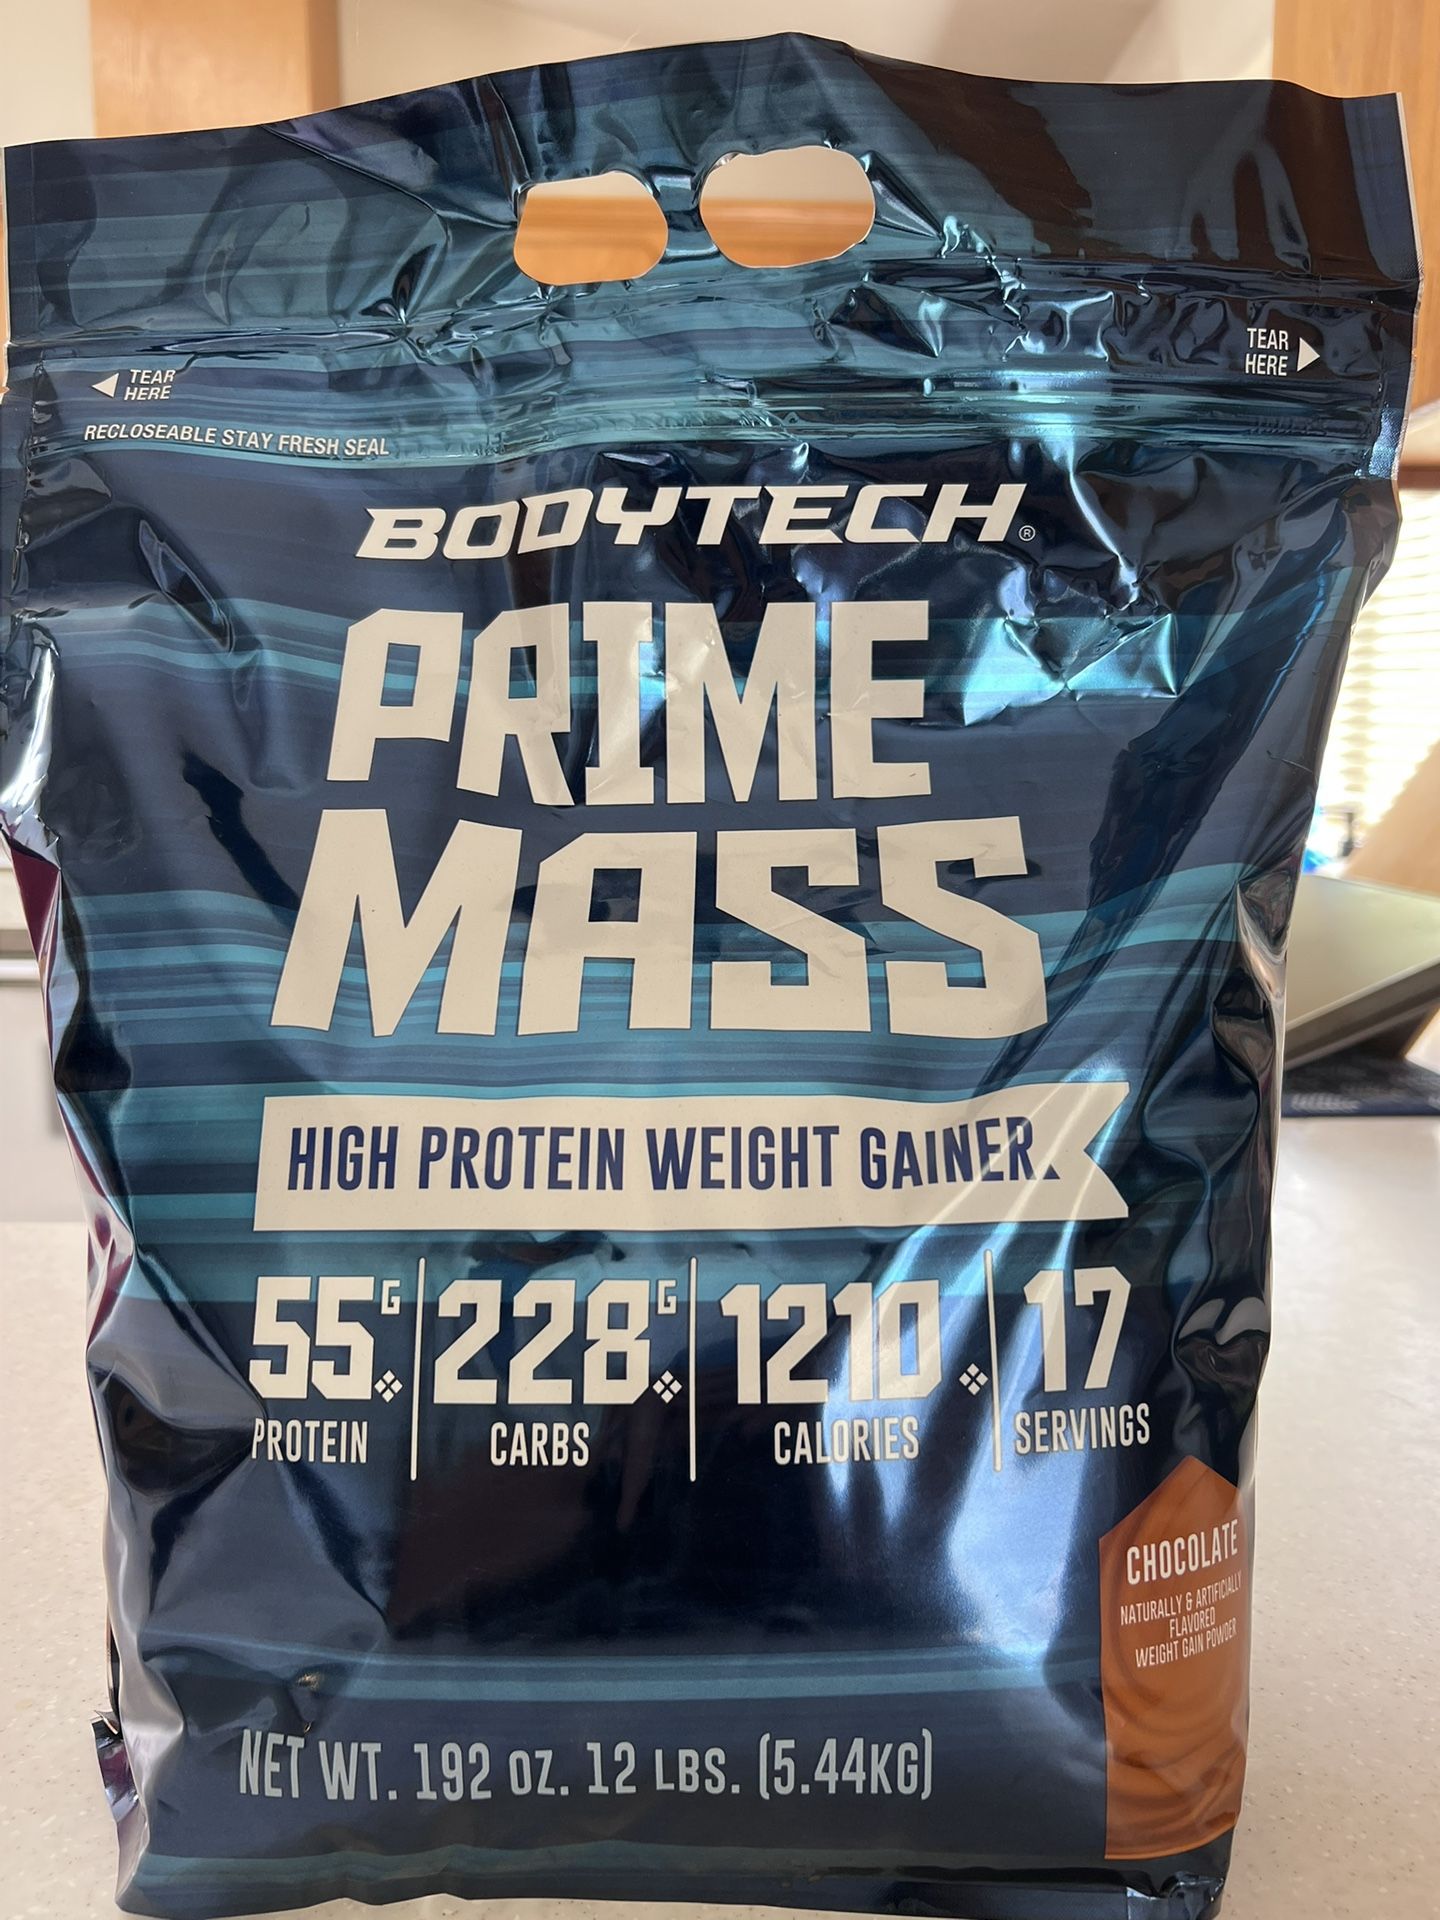 TEAR
HERE
TEAR
HERE
RECLOSEABLE STAY FRESH SEAL
BODYTECH®
PRIME
MASS
HIGH PROTEIN WEIGHT GAINER.
55G | 228G | 1210 | 17
PROTEIN CARBS CALORIES SERVINGS
CHOCOLATE
NATURALLY & ARTIFICIALLY
FLAVORED
WEIGHT GAIN POWDER
NET WT. 192 OZ. 12 LBS. (5.44KG)